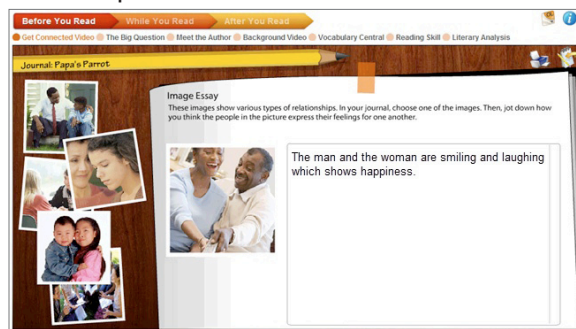 Before You Read While You Read After You Read
Get Connected Video The Big Question Meet the Author Background Video Vocabulary Central Reading Skill Literary Analysis
Journal: Papa's Parrot
Image Essay
These images show various types of relationships. In your journal, choose one of the images. Then, jot down how
you think the people in the picture express their feelings for one another.
The man and the woman are smiling and laughing
which shows happiness.